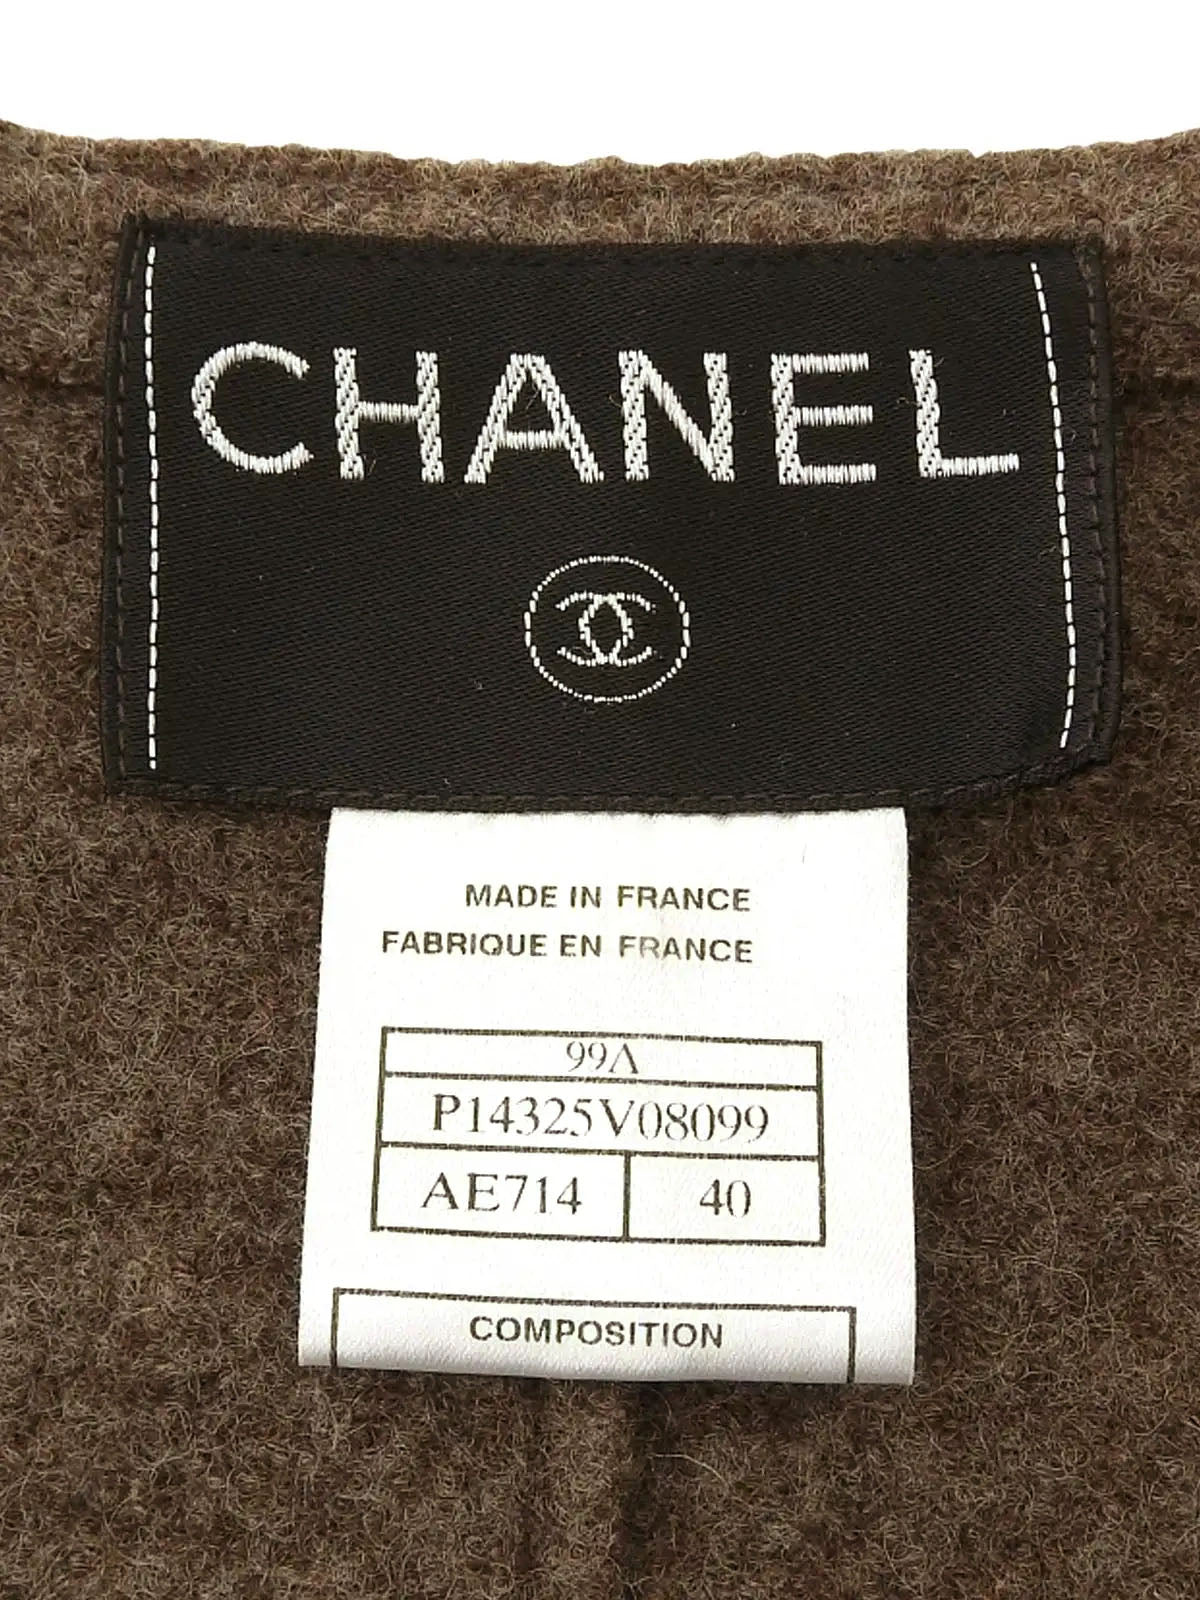 CHANEL
MADE IN FRANCE
FABRIQUE EN FRANCE
99A
P14325V08099
AE714 40
COMPOSITION